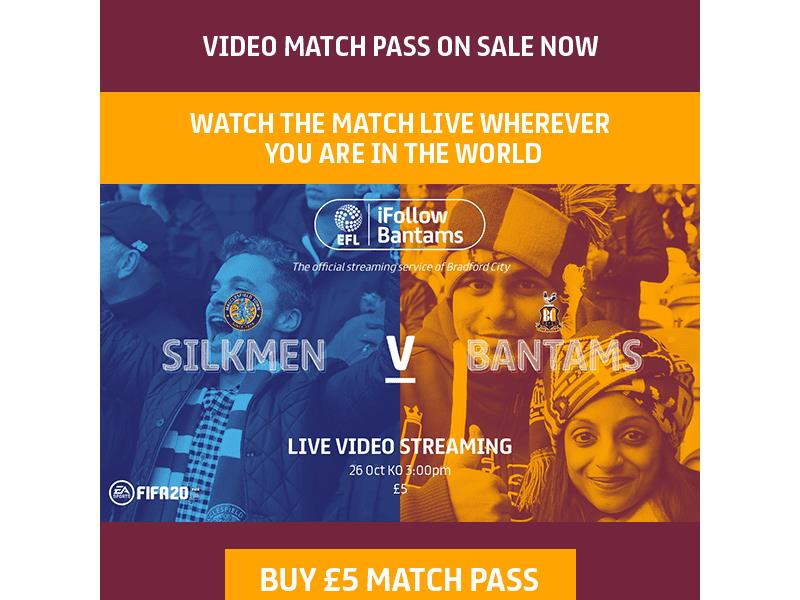 VIDEO MATCH PASS ON SALE NOW
WATCH THE MATCH LIVE WHEREVER
YOU ARE IN THE WORLD
EFL
iFollow
Bantams
The official streaming service of Bradford City
SILKMEN
V
BANTAMS
LIVE VIDEO STREAMING
26 Oct KO 3:00pm
£5
EA
SPORTS
FIFA20
BUY £5 MATCH PASS